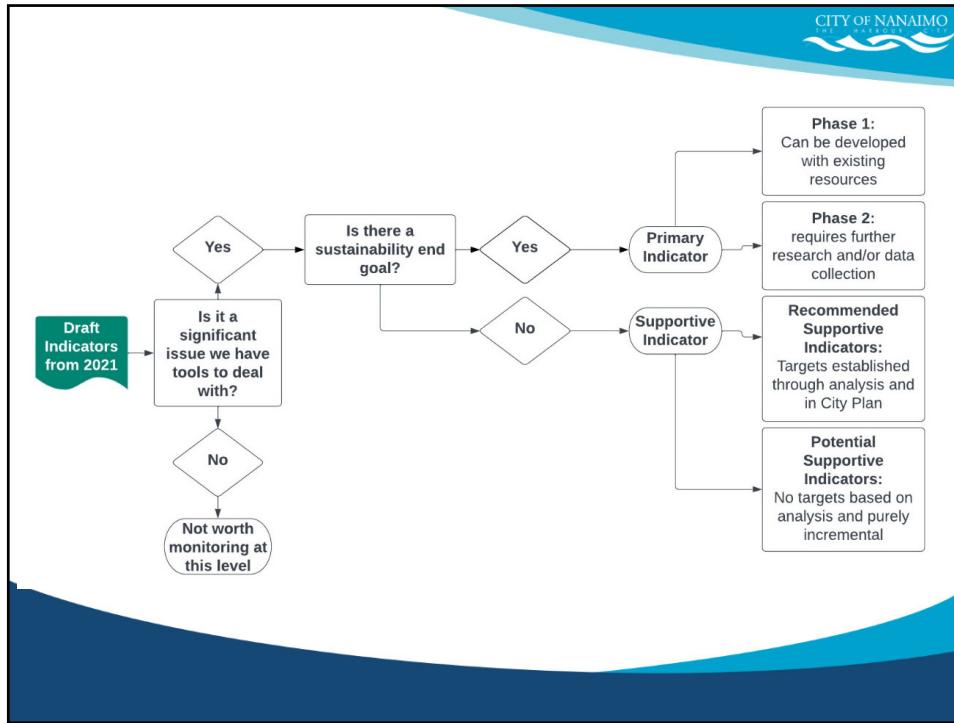 CITY OF NANAIMO
THE HARBOUR CITY
Phase 1:
Can be developed
with existing
resources
Yes
Is there a
sustainability end
goal?
Yes
Primary
Indicator
Phase 2:
requires further
research and/or data
collection
Draft
Indicators
from 2021
Is it a
significant
issue we have
tools to deal
with?
No
Supportive
Indicator
Recommended
Supportive
Indicators:
Targets established
through analysis and
in City Plan
No
Potential
Supportive
Indicators:
No targets based on
analysis and purely
incremental
Not worth
monitoring at
this level